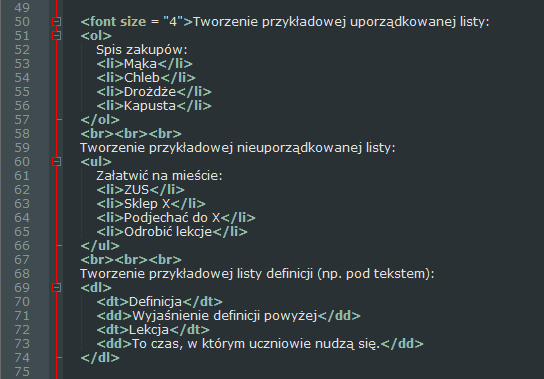 49
50 <font size = "4">Tworzenie przykładowej uporządkowanej listy:
51 <ol>
52 Spis zakupów:
53 <li>Mąka</li>
54 <li>Chleb</li>
55 <li>Drożdże</li>
56 <li>Kapusta</li>
57 </ol>
58 <br><br><br>
59 Tworzenie przykładowej nieuporządkowanej listy:
60 <ul>
61 Załatwić na mieście:
62 <li>ZUS</li>
63 <li>Sklep X</li>
64 <li>Podjechać do X</li>
65 <li>Odrobić lekcje</li>
66 </ul>
67 <br><br><br>
68 Tworzenie przykładowej listy definicji (np. pod tekstem):
69 <dl>
70 <dt>Definicja</dt>
71 <dd>Wyjaśnienie definicji powyżej</dd>
72 <dt>Lekcja</dt>
73 <dd>To czas, w którym uczniowie nudzą się.</dd>
74 </dl>
75